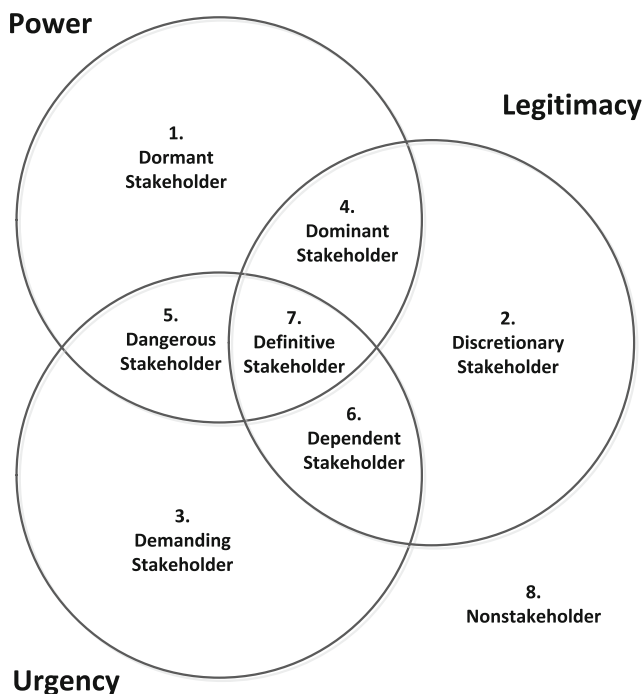 Power
Legitimacy
1.
Dormant
Stakeholder
4.
Dominant
Stakeholder
5.
Dangerous
Stakeholder
7.
Definitive
Stakeholder
2.
Discretionary
Stakeholder
6.
Dependent
Stakeholder
3.
Demanding
Stakeholder
8.
Nonstakeholder
Urgency